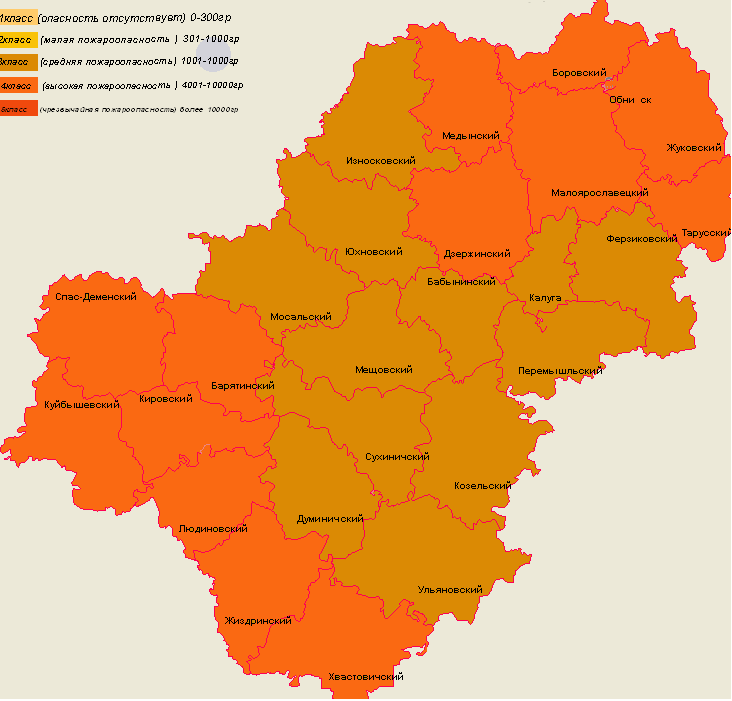 1класс (опасность отсутствует) 0-300гр
2класс (малая пожароопасность ) 301-1000гр
3класс (средняя пожароопасность) 1001-1000гр
4класс (высокая пожароопасность ) 4001-10000гр
5класс (чрезвычайная пожароопасность) более 10000гр
Боровский
Обни ск
Медынский
Жуковский
Износковский
Малоярославецкий
Тарусский
Ферзиковский
Юхновский
Дзержинский
Бабынинский
Спас-Деменский
Калуга
Мосальский
Мещовский
Перемышльский
Барятинский
Кировский
Куйбышевский
Сухиничский
Козельский
Думиничский
Людиновский
Ульяновский
Жиздринский
Хвастовичский